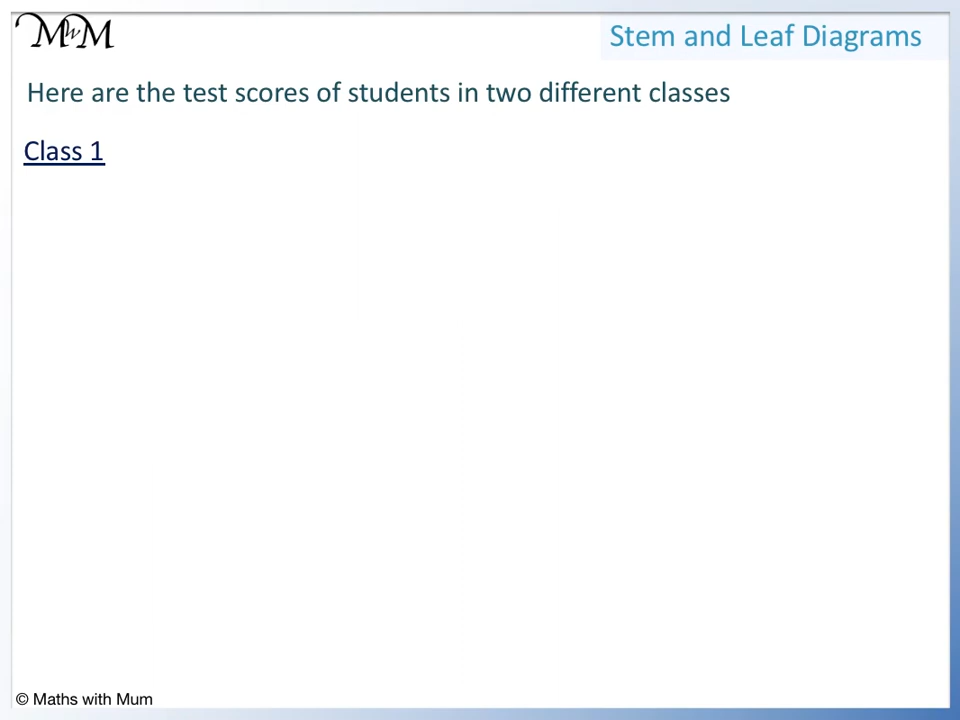 MwM
Stem and Leaf Diagrams
Here are the test scores of students in two different classes
Class 1
© Maths with Mum